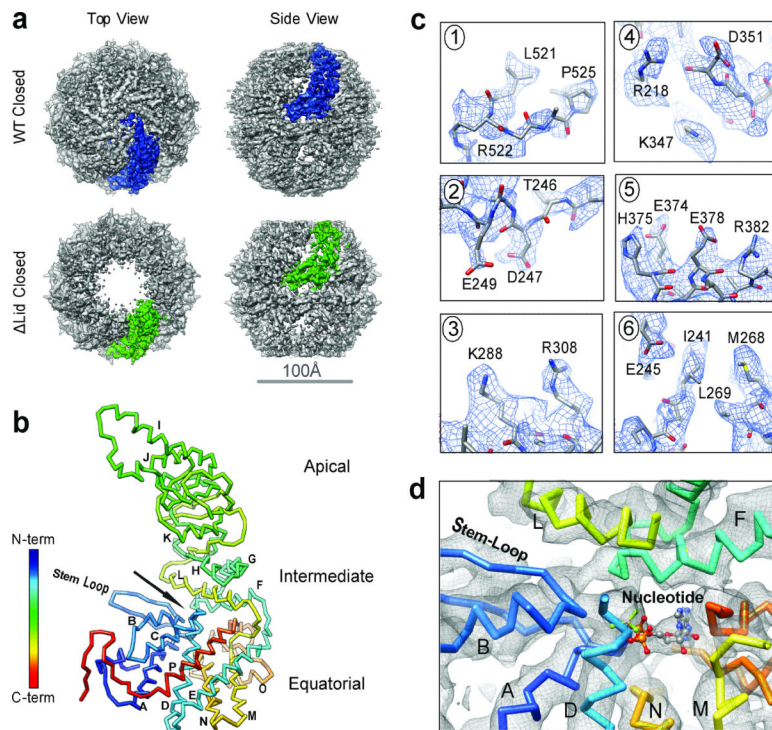 a
Top View
Side View
WT Closed
ΔLid Closed
100Å
b
I
J
Apical
K
H
G
Intermediate
L
F
Stem Loop
B
C
P
A
D
E
N
M
O
Equatorial
N-term
C-term
c
1
L521
P525
R522
2
T246
E249
D247
3
K288
R308
4
D351
R218
K347
5
H375
E374
E378
R382
6
I241
M268
E245
L269
d
L
F
Stem-Loop
Nucleotide
B
A
D
N
M